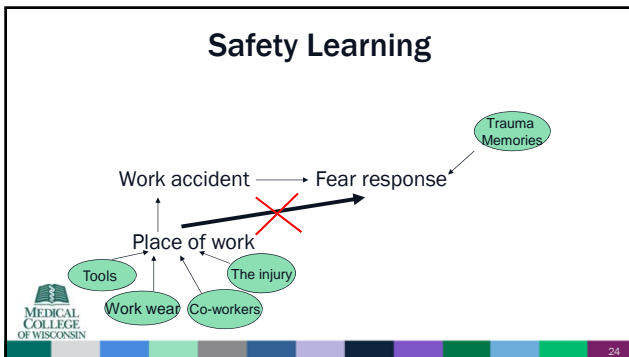 Safety Learning
Trauma
Memories
Work accident
Fear response
Place of work
Tools
The injury
Work wear
Co-workers
MEDICAL
COLLEGE
OF WISCONSIN
24